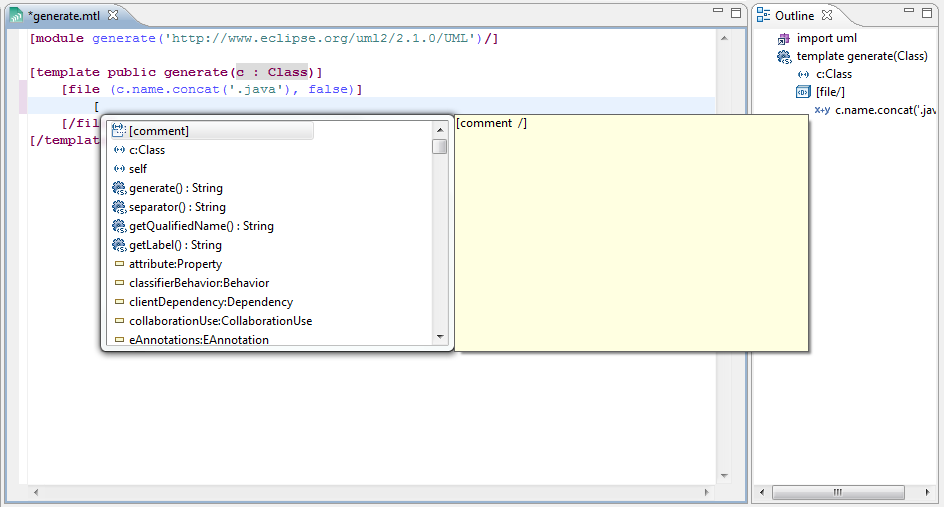 *generate.mtl
[module generate('http://www.eclipse.org/uml2/2.1.0/UML')/]
[template public generate(c : Class)]
[file (c.name.concat('.java'), false)]
[
[/fil
[/templat
[comment]
c:Class
self
generate() : String
separator() : String
getQualifiedName() : String
getLabel() : String
attribute:Property
classifierBehavior:Behavior
clientDependency:Dependency
collaborationUse:CollaborationUse
eAnnotations:EAnnotation
[comment /]
Outline
import uml
template generate(Class)
c:Class
[file/]
x+y c.name.concat('.jav